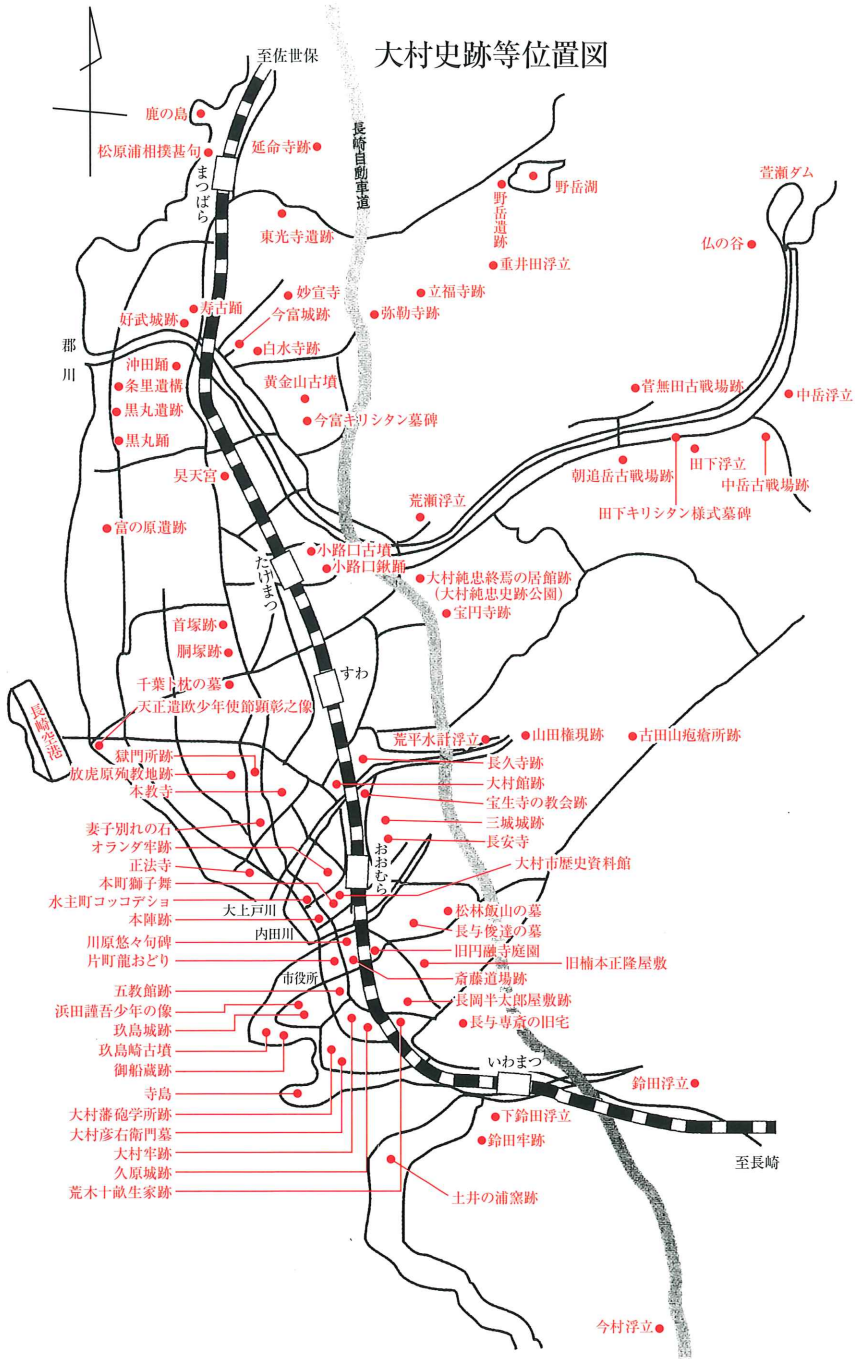 大村史跡等位置図
至佐世保
鹿の島
松原浦相撲甚句
延命寺跡
まつばら
長崎自動車道
野岳湖
野岳遺跡
萱瀬ダム
東光寺遺跡
仏の谷
重井田浮立
妙宣寺
立福寺跡
寿古踊
今富城跡
弥勒寺跡
好武城跡
郡川
白水寺跡
沖田踊
条里遺構
黄金山古墳
菅無田古戦場跡
中岳浮立
黒丸遺跡
今富キリシタン墓碑
黒丸踊
田下浮立
朝追岳古戦場跡
中岳古戦場跡
昊天宮
田下キリシタン様式墓碑
荒瀬浮立
富の原遺跡
小路口古墳
小路口鍬踊
たけまつ
大村純忠終焉の居館跡
(大村純忠史跡公園)
宝円寺跡
首塚跡
胴塚跡
すわ
千葉卜枕の墓
天正遣欧少年使節顕彰之像
長崎空港
荒平水計浮立
山田権現跡
古田山疱瘡所跡
獄門所跡
長久寺跡
放虎原殉教地跡
大村館跡
本教寺
宝生寺の教会跡
妻子別れの石
三城城跡
オランダ牢跡
長安寺
おおむら
正法寺
大村市歴史資料館
本町獅子舞
水主町コッコデショ
大上戸川
松林飯山の墓
本陣跡
長与俊達の墓
内田川
川原悠々句碑
旧円融寺庭園
片町龍おどり
旧楠本正隆屋敷
斎藤道場跡
市役所
五教館跡
長岡半太郎屋敷跡
浜田謹吾少年の像
玖島城跡
長与専斎の旧宅
玖島崎古墳
御船蔵跡
いわまつ
鈴田浮立
寺島
大村藩砲学所跡
下鈴田浮立
大村彦右衛門墓
鈴田牢跡
大村牢跡
至長崎
久原城跡
荒木十畝生家跡
土井の浦窯跡
今村浮立